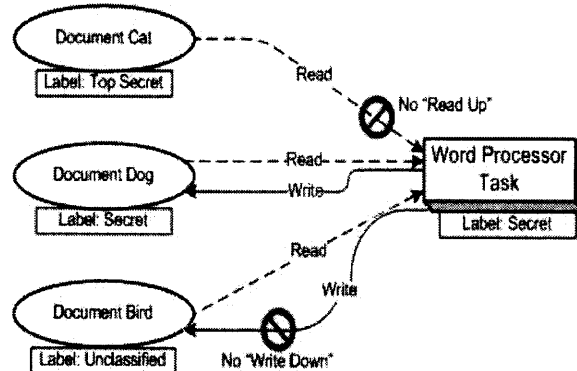 Document Cat
Label: Top Secret
Read
No "Read Up"
Word Processor
Task
Label: Secret
Document Dog
Label: Secret
Read
Write
Read
Write
Document Bird
Label: Unclassified
No "Write Down"